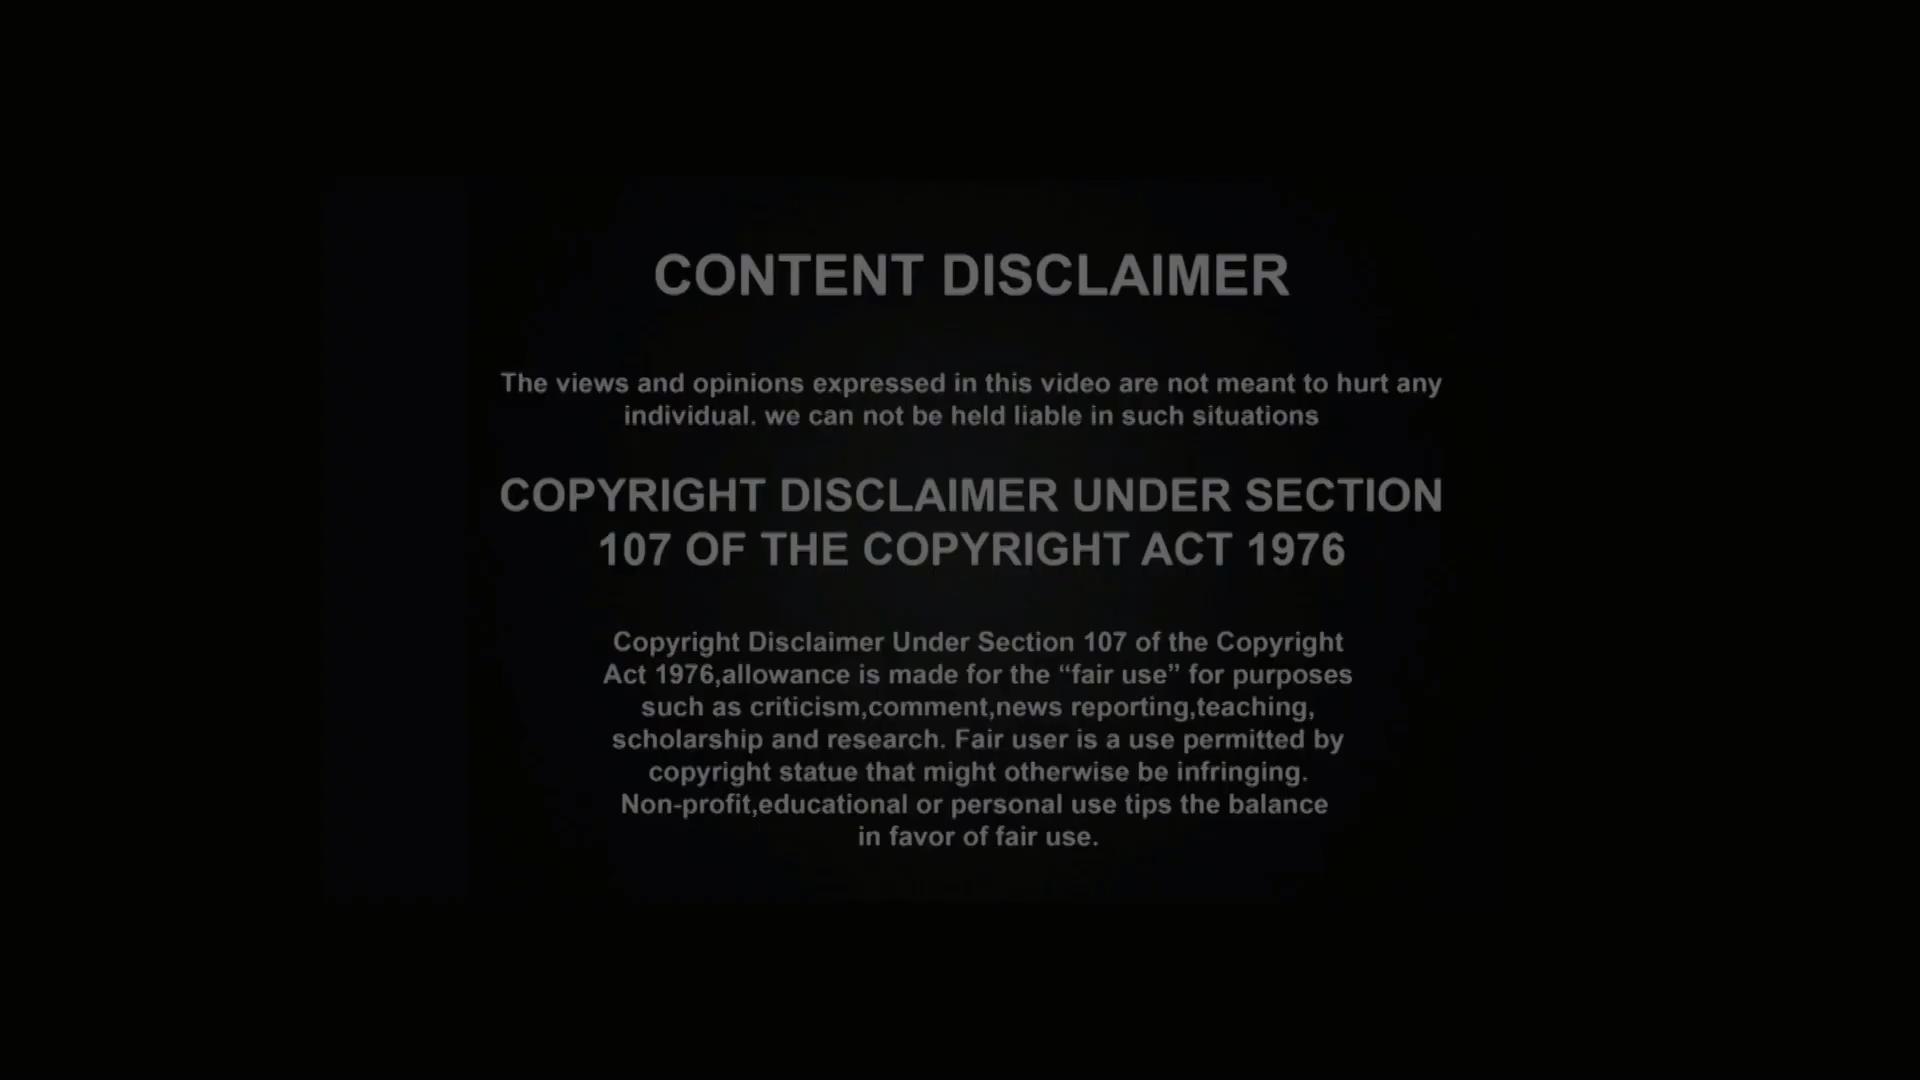 CONTENT DISCLAIMER
The views and opinions expressed in this video are not meant to hurt any
individual. we can not be held liable in such situations
COPYRIGHT DISCLAIMER UNDER SECTION
107 OF THE COPYRIGHT ACT 1976
Copyright Disclaimer Under Section 107 of the Copyright
Act 1976,allowance is made for the “fair use” for purposes
such as criticism,comment,news reporting,teaching,
scholarship and research. Fair user is a use permitted by
copyright statue that might otherwise be infringing.
Non-profit,educational or personal use tips the balance
in favor of fair use.